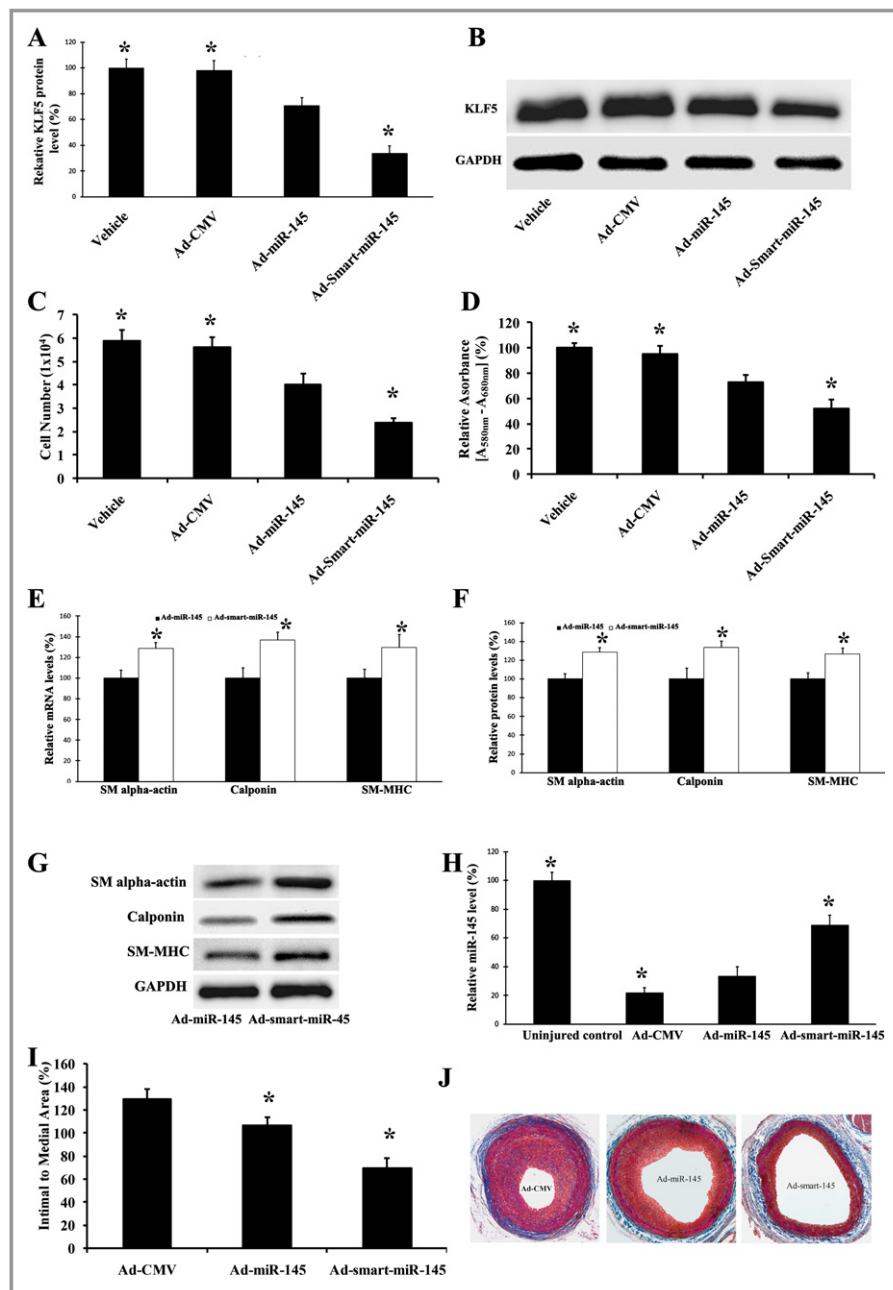 A
*
*
*
Rekative KLF5 protein
level (%)
120
100
80
60
40
20
0
Vehicle
Ad-CMV
Ad-miR-145
Ad-Smart-miR-145
B
KLF5
GAPDH
Vehicle
Ad-CMV
Ad-miR-145
Ad-Smart-miR-145
C
*
*
*
Cell Number (1x10⁴)
7
6
5
4
3
2
1
0
Vehicle
Ad-CMV
Ad-miR-145
Ad-Smart-miR-145
D
*
*
*
Relative Asorbance
[A580nm - A680nm] (%)
120
100
80
60
40
20
0
Vehicle
Ad-CMV
Ad-miR-145
Ad-Smart-miR-145
E
■Ad-miR-145 □Ad-smart-miR-145
*
*
*
Relative mRNA levels (%)
160
140
120
100
80
60
40
20
0
SM alpha-actin Calponin SM-MHC
F
■Ad-miR-145 □Ad-smart-miR-145
*
*
*
Relative protein levels (%)
160
140
120
100
80
60
40
20
0
SM alpha-actin Calponin SM-MHC
G
SM alpha-actin
Calponin
SM-MHC
GAPDH
Ad-miR-145 Ad-smart-miR-45
H
*
*
*
Relative miR-145 level (%)
120
100
80
60
40
20
0
Uninjured control Ad-CMV Ad-miR-145 Ad-smart-miR-145
I
*
*
Intimal to Medial Area (%)
160
140
120
100
80
60
40
20
0
Ad-CMV Ad-miR-145 Ad-smart-miR-145
J
Ad-CMV
Ad-miR-145
Ad-smart-145